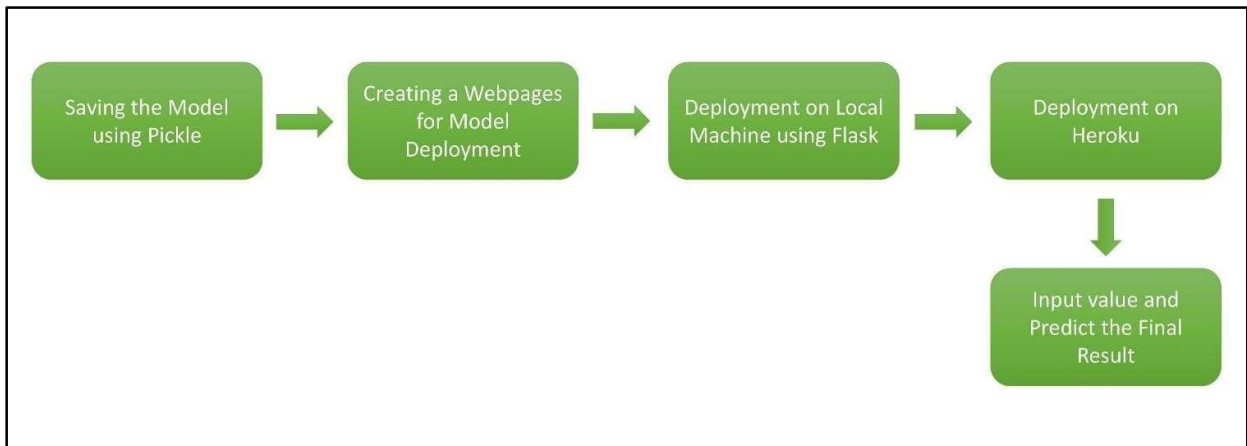 Saving the Model
using Pickle
Creating a Webpages
for Model
Deployment
Deployment on Local
Machine using Flask
Deployment on
Heroku
Input value and
Predict the Final
Result